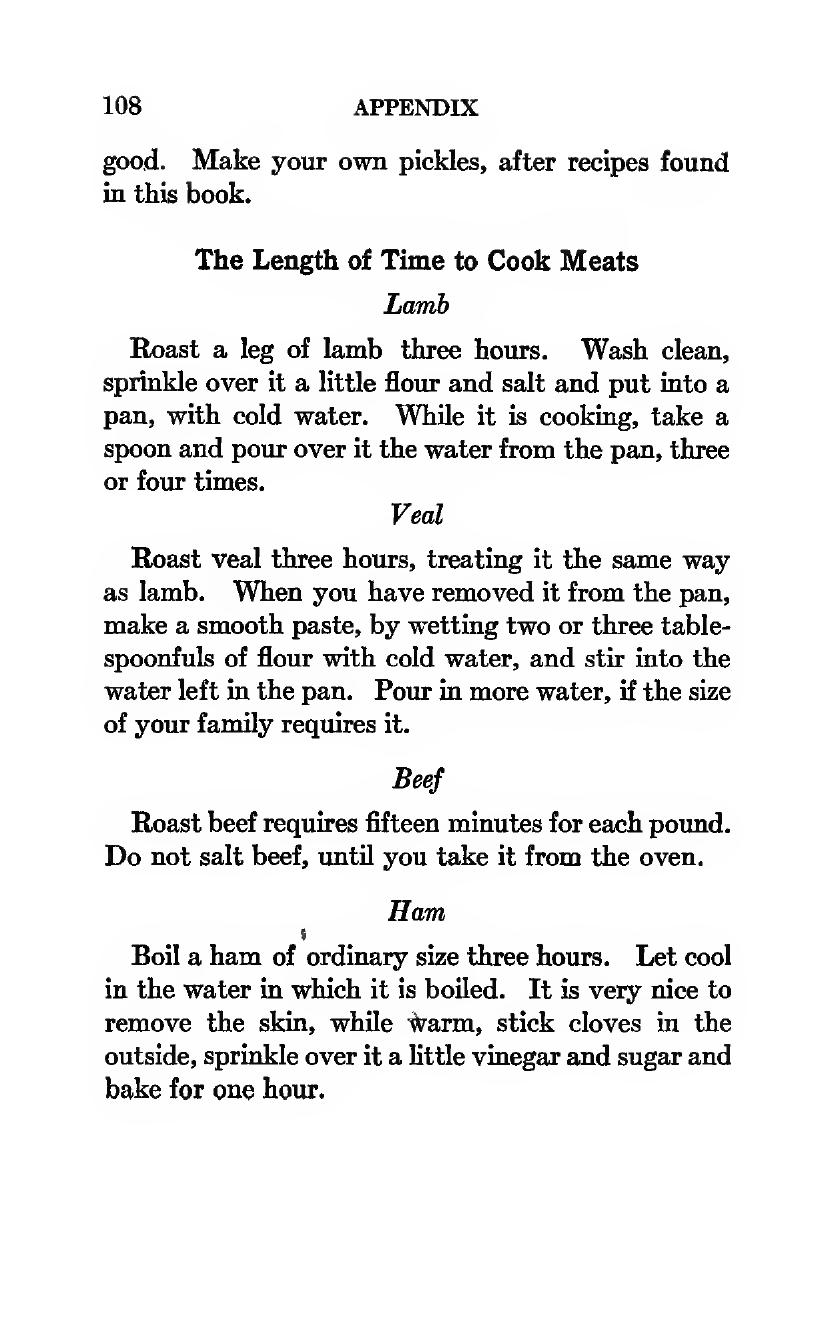 108 APPENDIX
good. Make your own pickles, after recipes found
in this book.
The Length of Time to Cook Meats
Lamb
Roast a leg of lamb three hours. Wash clean,
sprinkle over it a little flour and salt and put into a
pan, with cold water. While it is cooking, take a
spoon and pour over it the water from the pan, three
or four times.
Veal
Roast veal three hours, treating it the same way
as lamb. When you have removed it from the pan,
make a smooth paste, by wetting two or three table-
spoonfuls of flour with cold water, and stir into the
water left in the pan. Pour in more water, if the size
of your family requires it.
Beef
Roast beef requires fifteen minutes for each pound.
Do not salt beef, until you take it from the oven.
Ham
Boil a ham of ordinary size three hours. Let cool
in the water in which it is boiled. It is very nice to
remove the skin, while warm, stick cloves in the
outside, sprinkle over it a little vinegar and sugar and
bake for one hour.